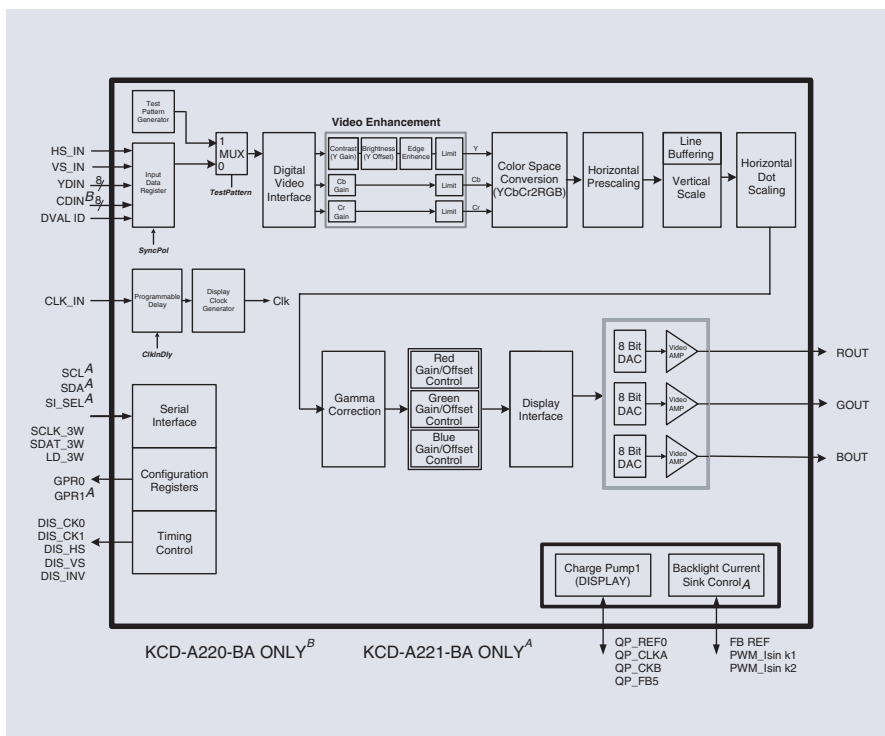 Video Enhancement
Test
Pattern
Generator
1
MUX
0
TestPattern
HS_IN
VS_IN
YDIN
8
CDIN B
8
DVAL ID
Input
Data
Register
SyncPol
Digital
Video
Interface
Contrast
(Y Gain)
Brightness
(Y Offset)
Edge
Enhence
Limit
Y
Cb
Gain
Limit
Cb
Cr
Gain
Limit
Cr
Color Space
Conversion
(YCbCr2RGB)
Horizontal
Prescaling
Line
Buffering
Vertical
Scale
Horizontal
Dot
Scaling
CLK_IN
Programmable
Delay
ClkInDly
Display
Clock
Generator
Clk
SCL A
SDA A
SI_SEL A
SCLK_3W
SDAT_3W
LD_3W
GPR0
GPR1 A
DIS_CK0
DIS_CK1
DIS_HS
DIS_VS
DIS_INV
Serial
Interface
Configuration
Registers
Timing
Control
Gamma
Correction
Red
Gain/Offset
Control
Green
Gain/Offset
Control
Blue
Gain/Offset
Control
Display
Interface
8 Bit
DAC
Video
AMP
ROUT
8 Bit
DAC
Video
AMP
GOUT
8 Bit
DAC
Video
AMP
BOUT
Charge Pump1
(DISPLAY)
Backlight Current
Sink Conrol A
KCD-A220-BA ONLY B
KCD-A221-BA ONLY A
QP_REF0
QP_CLKA
QP_CKB
QP_FB5
FB REF
PWM_Isin k1
PWM_Isin k2